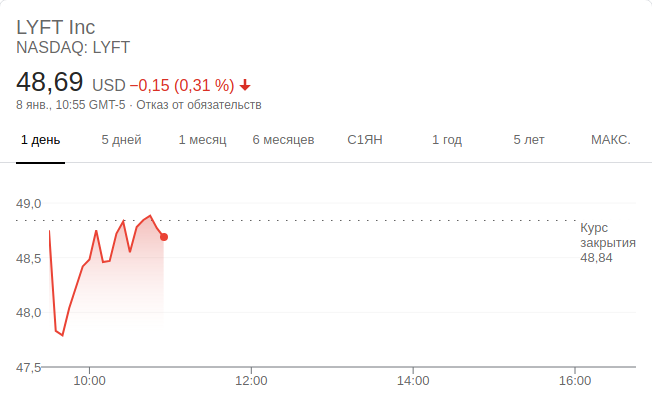 LYFT Inc
NASDAQ: LYFT
48,69 USD −0,15 (0,31 %)
8 янв., 10:55 GMT-5 · Отказ от обязательств
1 день 5 дней 1 месяц 6 месяцев С1ЯН 1 год 5 лет МАКС.
49,0
Курс
закрытия
48,84
48,5
48,0
47,5
10:00 12:00 14:00 16:00